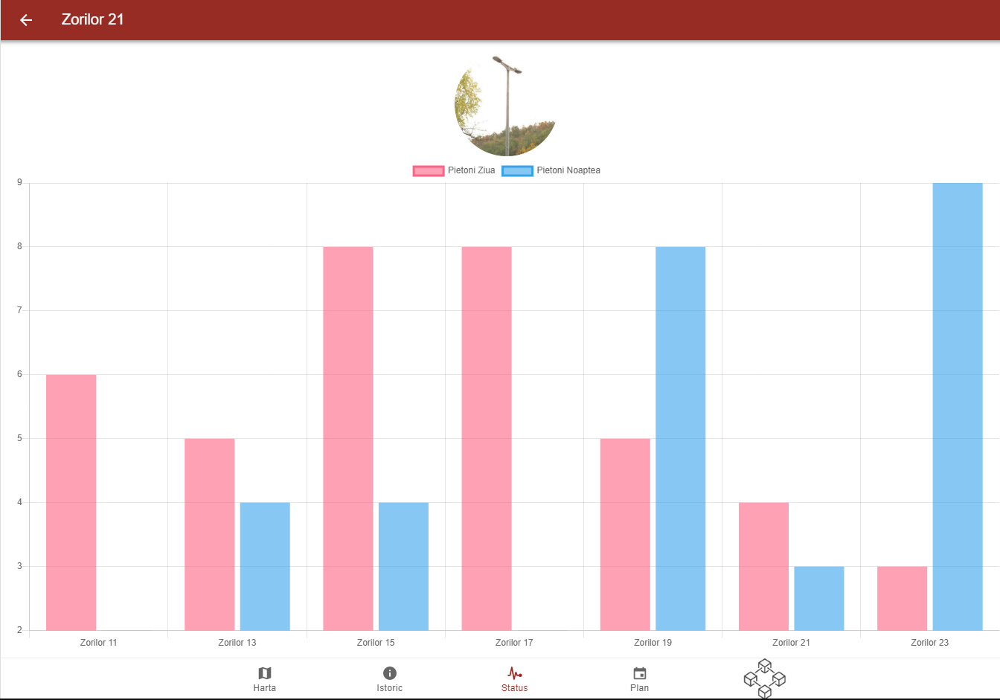 Zorilor 21
Pietoni Ziua Pietoni Noaptea
9
8
7
6
5
4
3
2
Zorilor 11 Zorilor 13 Zorilor 15 Zorilor 17 Zorilor 19 Zorilor 21 Zorilor 23
Harta Istoric Status Plan